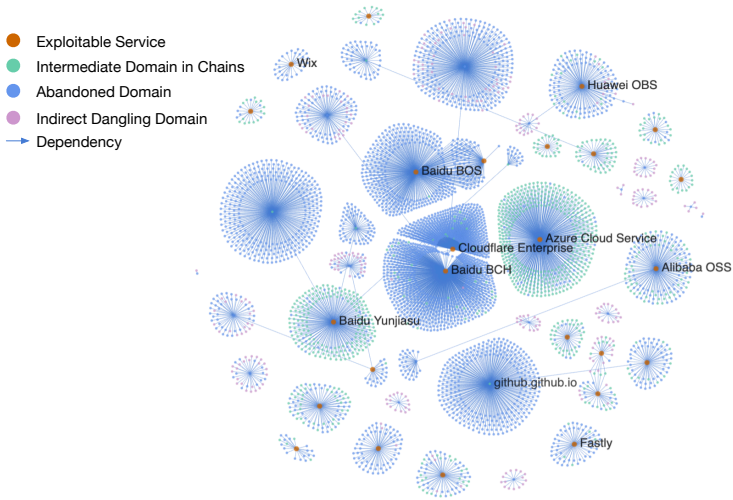 Exploitable Service
Intermediate Domain in Chains
Abandoned Domain
Indirect Dangling Domain
Dependency
Wix
Huawei OBS
Baidu BOS
Azure Cloud Service
Cloudflare Enterprise
Baidu BCH
Alibaba OSS
Baidu Yunjiasu
github.github.io
Fastly